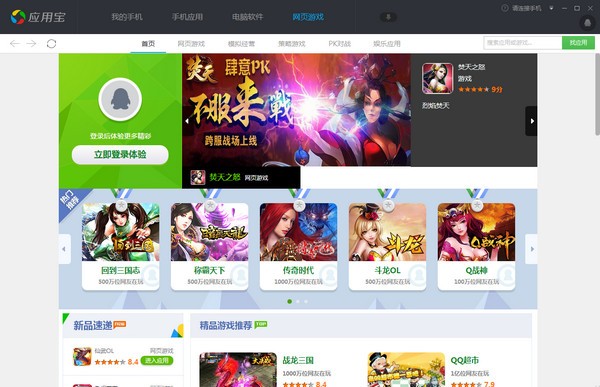 应用宝
我的手机
手机应用
电脑软件
网页游戏
8
请连接手机
首页
网页游戏
模拟经营
策略游戏
PK对战
娱乐应用
搜索应用或游戏...
找应用
登录后体验更多精彩
立即登录体验
焚天
肆意PK
不服来戰
跨服战场上线
焚天之怒 网页游戏
焚天之怒
游戏
9分
烈焰焚天
热门
推荐
回到三国志
500万位网友在玩
称霸天下
500万位网友在玩
传奇时代
1000万位网友在玩
斗龙OL
500万位网友在玩
Q战神
100万位网友在玩
新品速递
仙武OL
网页游戏
8.4
进入应用
精品游戏推荐 TOP
战龙三国
1000万位网友在玩
8.4
QQ超市
1亿位网友在玩
7.9